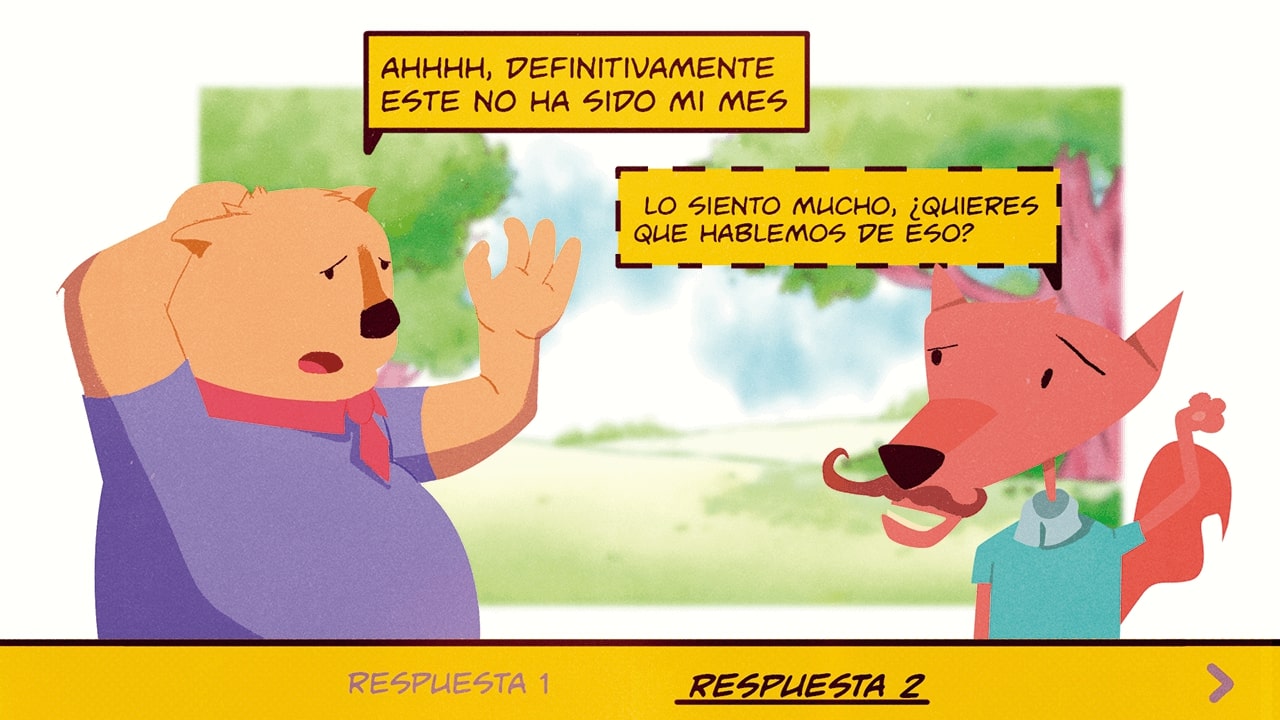 AHHHH, DEFINITIVAMENTE
ESTE NO HA SIDO MI MES
LO SIENTO MUCHO, ¿QUIERES
QUE HABLEMOS DE ESO?
RESPUESTA 1
RESPUESTA 2